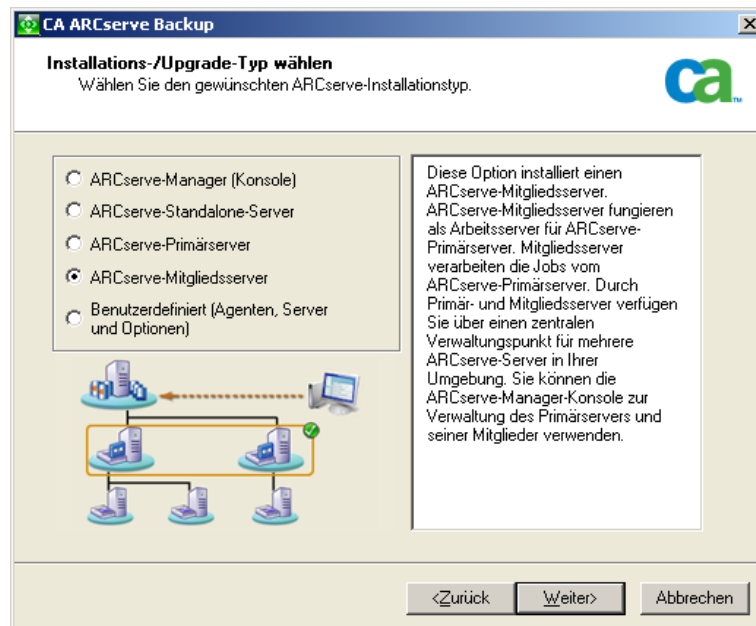 CA ARCserve Backup
Installations-/Upgrade-Typ wählen
Wählen Sie den gewünschten ARCserve-Installationstyp.
ca
TM
ARCserve-Manager (Konsole)
ARCserve-Standalone-Server
ARCserve-Primärserver
ARCserve-Mitgliedsserver
Benutzerdefiniert (Agenten, Server
und Optionen)
Diese Option installiert einen
ARCserve-Mitgliedsserver.
ARCserve-Mitgliedsserver fungieren
als Arbeitsserver für ARCserve-
Primärserver. Mitgliedsserver
verarbeiten die Jobs vom
ARCserve-Primärserver. Durch
Primär- und Mitgliedsserver verfügen
Sie über einen zentralen
Verwaltungspunkt für mehrere
ARCserve-Server in Ihrer
Umgebung. Sie können die
ARCserve-Manager-Konsole zur
Verwaltung des Primärservers und
seiner Mitglieder verwenden.
<Zurück
Weiter>
Abbrechen